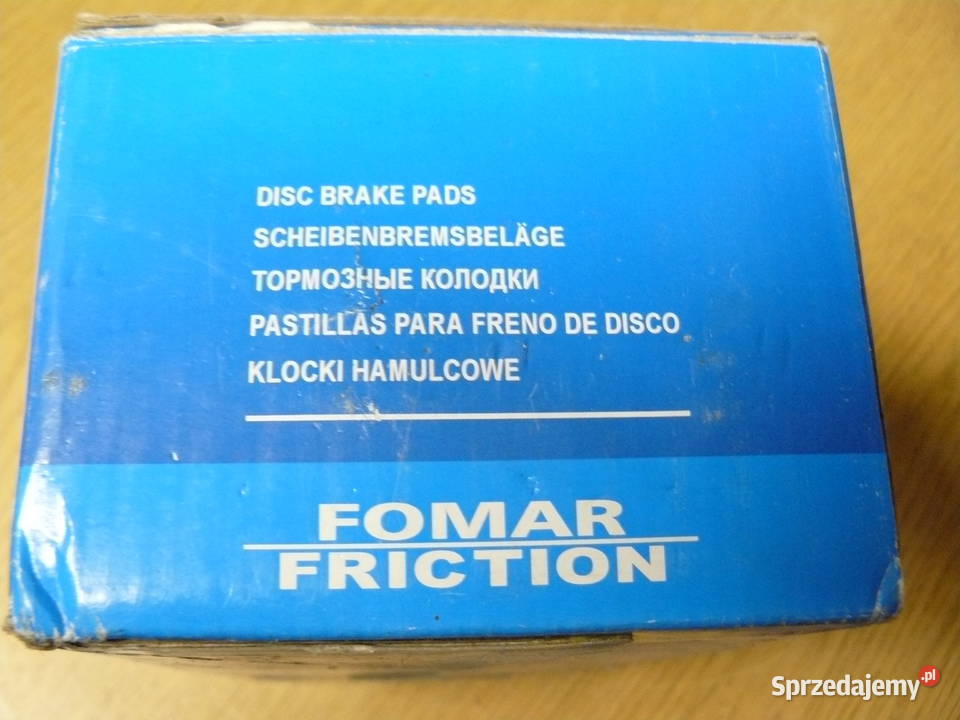 DISC BRAKE PADS
SCHEIBENBREMSBELÄGE
ТОРМОЗНЫЕ КОЛОДКИ
PASTILLAS PARA FRENO DE DISCO
KLOCKI HAMULCOWE
FOMAR
FRICTION
Sprzedajemy.pl